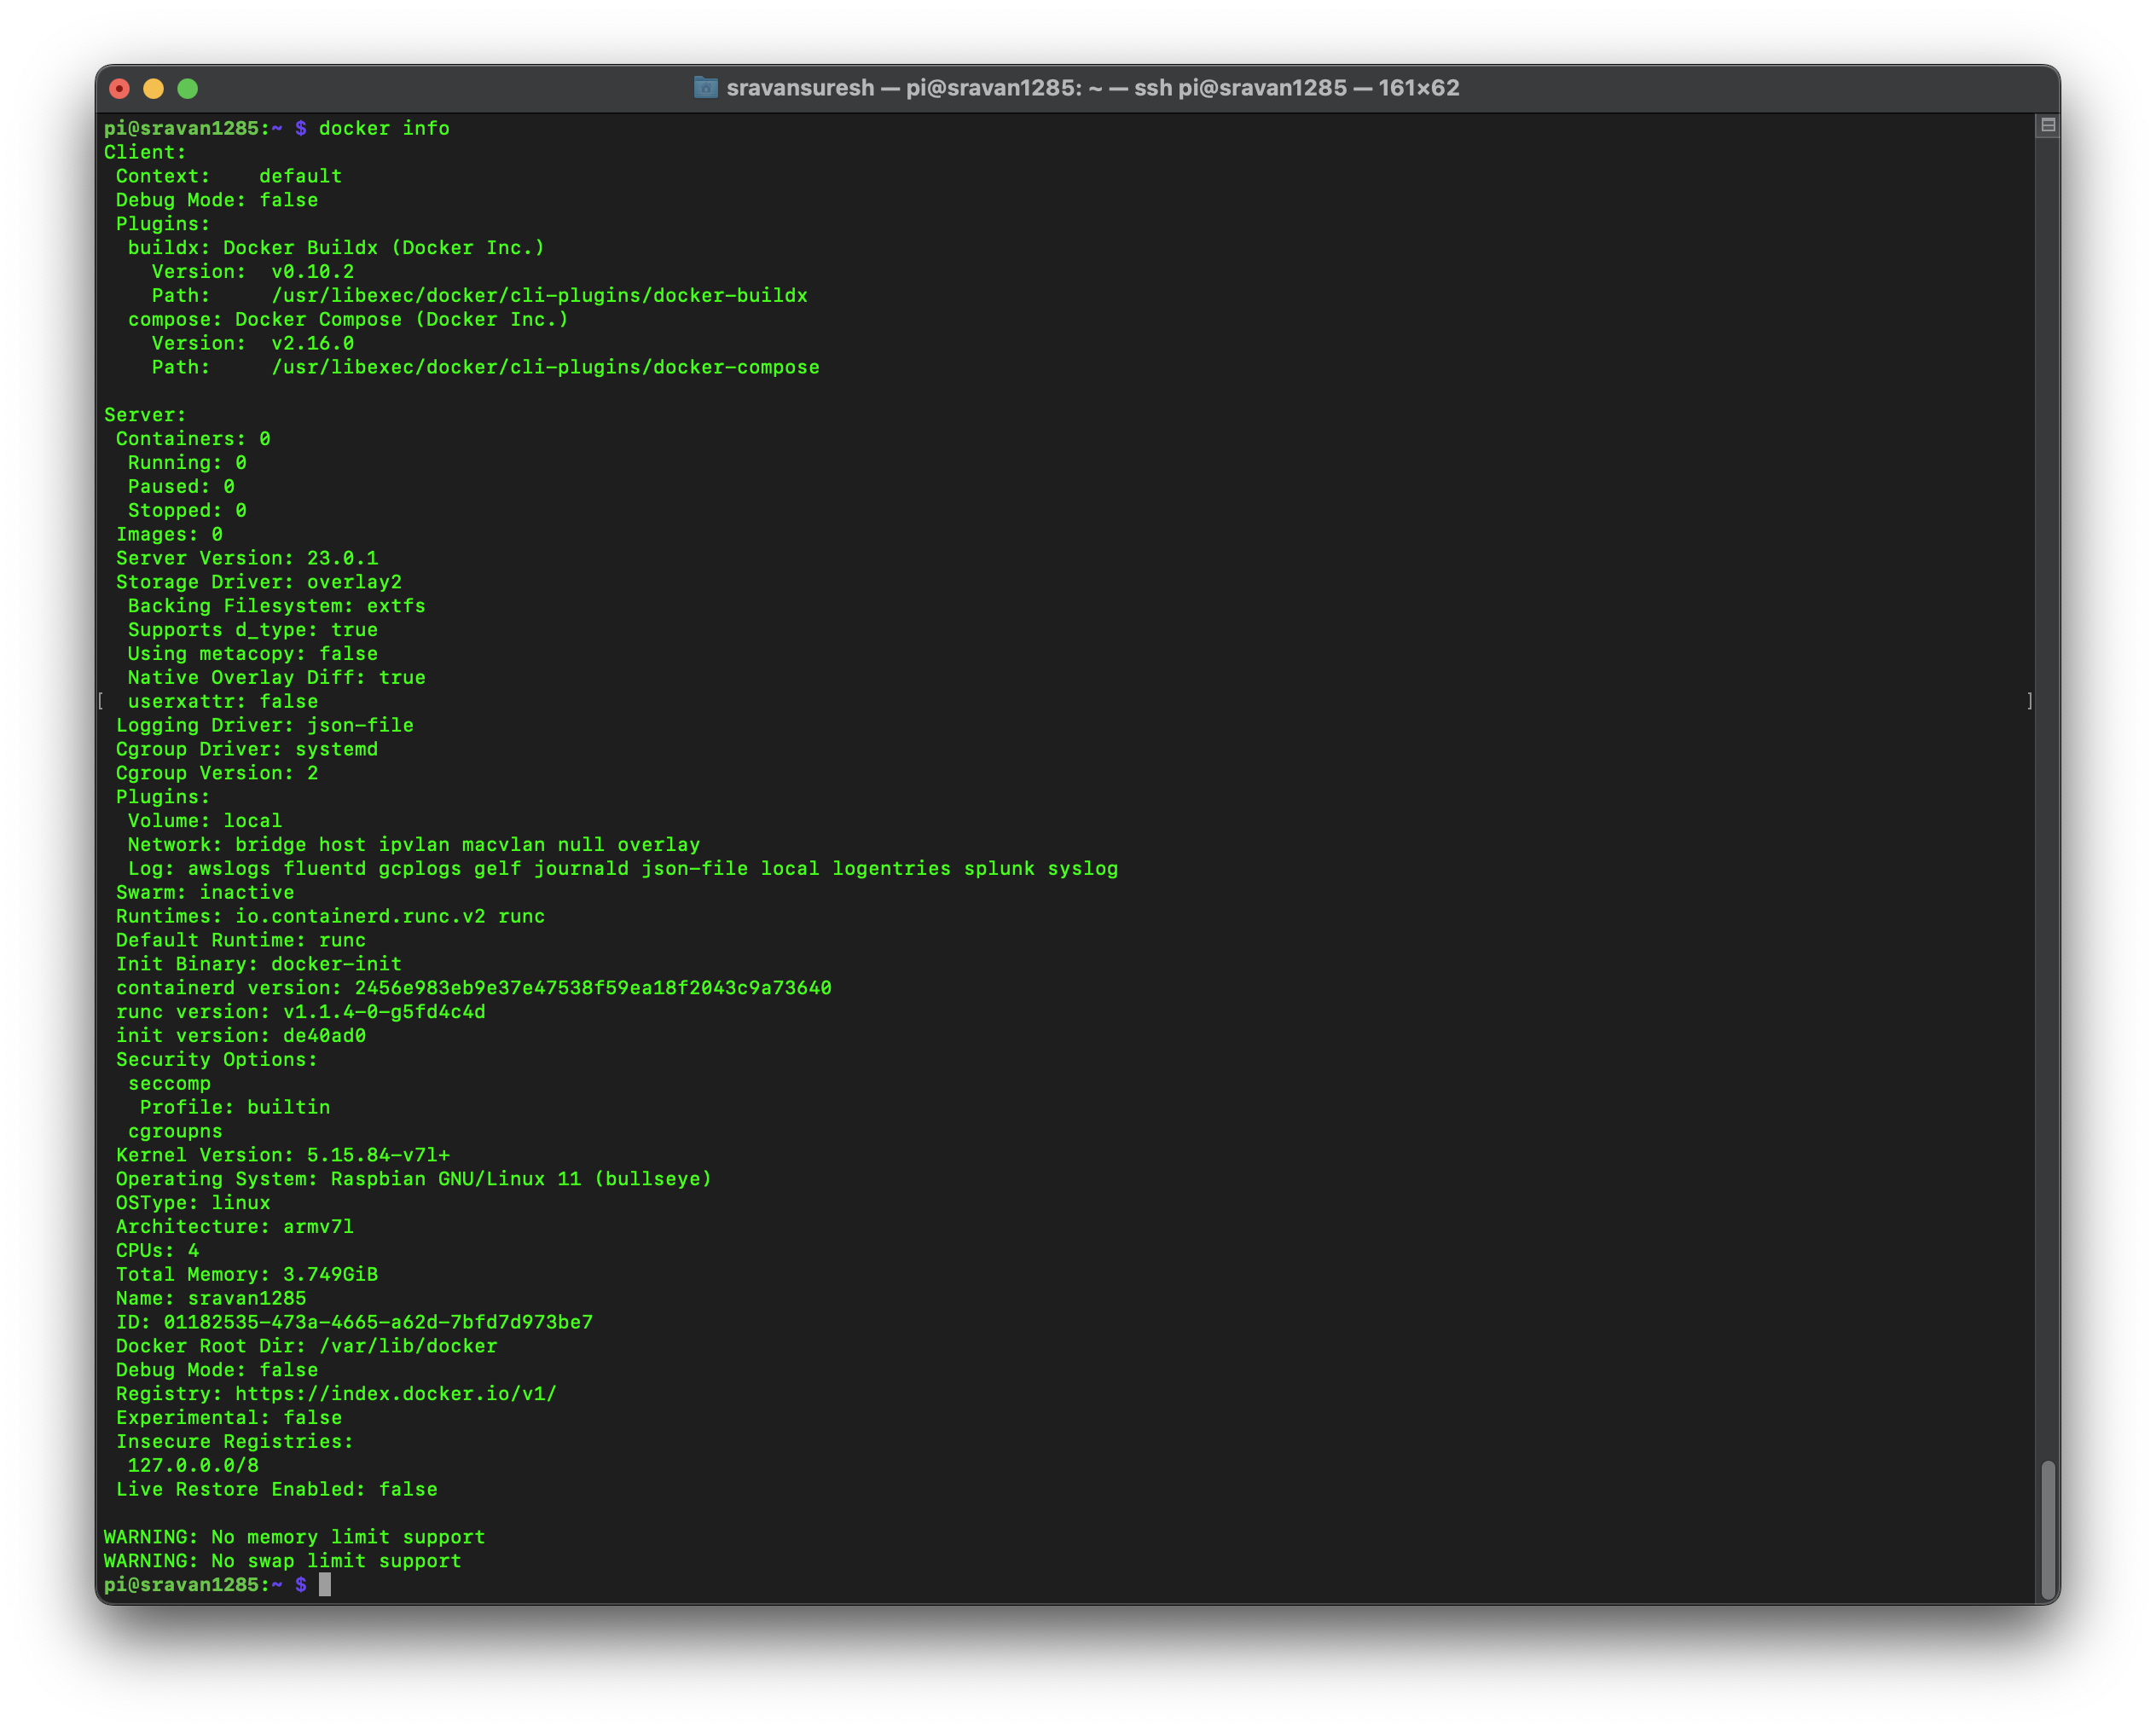 sravansuresh — pi@sravan1285: ~ — ssh pi@sravan1285 — 161×62
pi@sravan1285:~ $ docker info
Client:
 Context:    default
 Debug Mode: false
 Plugins:
  buildx: Docker Buildx (Docker Inc.)
    Version:  v0.10.2
    Path:     /usr/libexec/docker/cli-plugins/docker-buildx
  compose: Docker Compose (Docker Inc.)
    Version:  v2.16.0
    Path:     /usr/libexec/docker/cli-plugins/docker-compose

Server:
 Containers: 0
  Running: 0
  Paused: 0
  Stopped: 0
 Images: 0
 Server Version: 23.0.1
 Storage Driver: overlay2
  Backing Filesystem: extfs
  Supports d_type: true
  Using metacopy: false
  Native Overlay Diff: true
[ userxattr: false ]
 Logging Driver: json-file
 Cgroup Driver: systemd
 Cgroup Version: 2
 Plugins:
  Volume: local
  Network: bridge host ipvlan macvlan null overlay
  Log: awslogs fluentd gcplogs gelf journald json-file local logentries splunk syslog
 Swarm: inactive
 Runtimes: io.containerd.runc.v2 runc
 Default Runtime: runc
 Init Binary: docker-init
 containerd version: 2456e983eb9e37e47538f59ea18f2043c9a73640
 runc version: v1.1.4-0-g5fd4c4d
 init version: de40ad0
 Security Options:
  seccomp
   Profile: builtin
  cgroupns
 Kernel Version: 5.15.84-v7l+
 Operating System: Raspbian GNU/Linux 11 (bullseye)
 OSType: linux
 Architecture: armv7l
 CPUs: 4
 Total Memory: 3.749GiB
 Name: sravan1285
 ID: 01182535-473a-4665-a62d-7bfd7d973be7
 Docker Root Dir: /var/lib/docker
 Debug Mode: false
 Registry: https://index.docker.io/v1/
 Experimental: false
 Insecure Registries:
  127.0.0.0/8
 Live Restore Enabled: false

WARNING: No memory limit support
WARNING: No swap limit support
pi@sravan1285:~ $